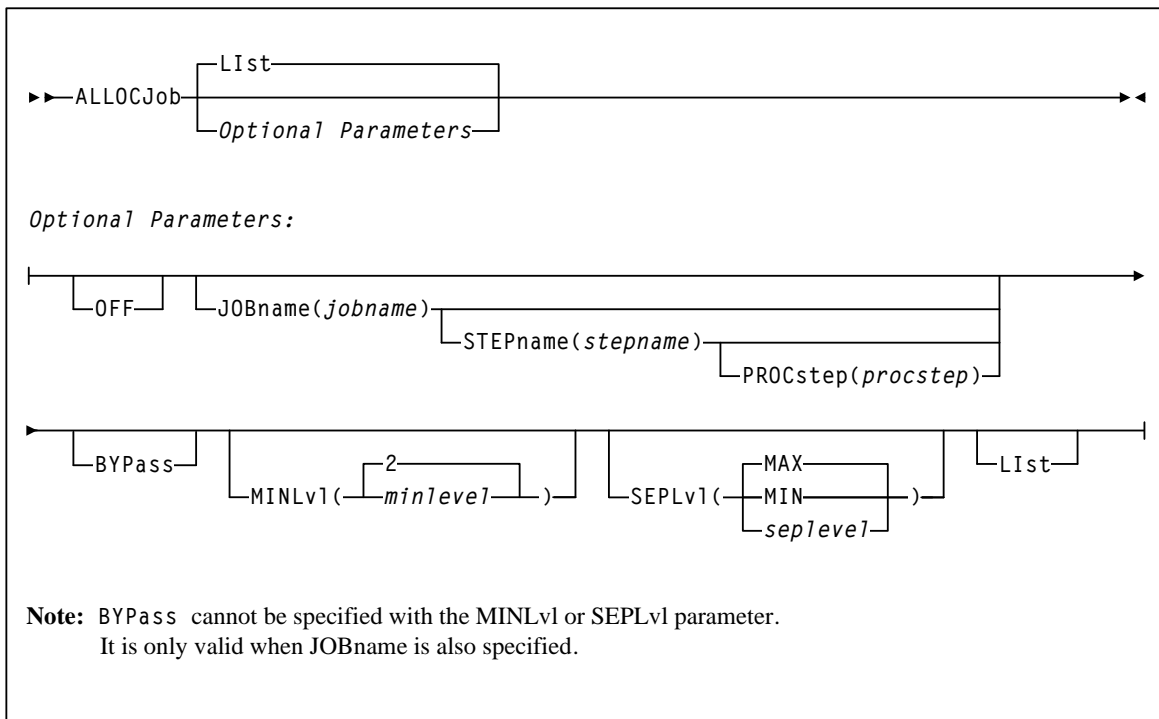 LIst
ALLOCJob
Optional Parameters
Optional Parameters:
OFF
JOBname(jobname)
STEPname(stepname)
PROCstep(procstep)
BYPass
MINLvl(
2
minlevel
)
SEPLvl(
MAX
MIN
seplevel
)
LIst
Note: BYPass cannot be specified with the MINLvl or SEPLvl parameter.
It is only valid when JOBname is also specified.